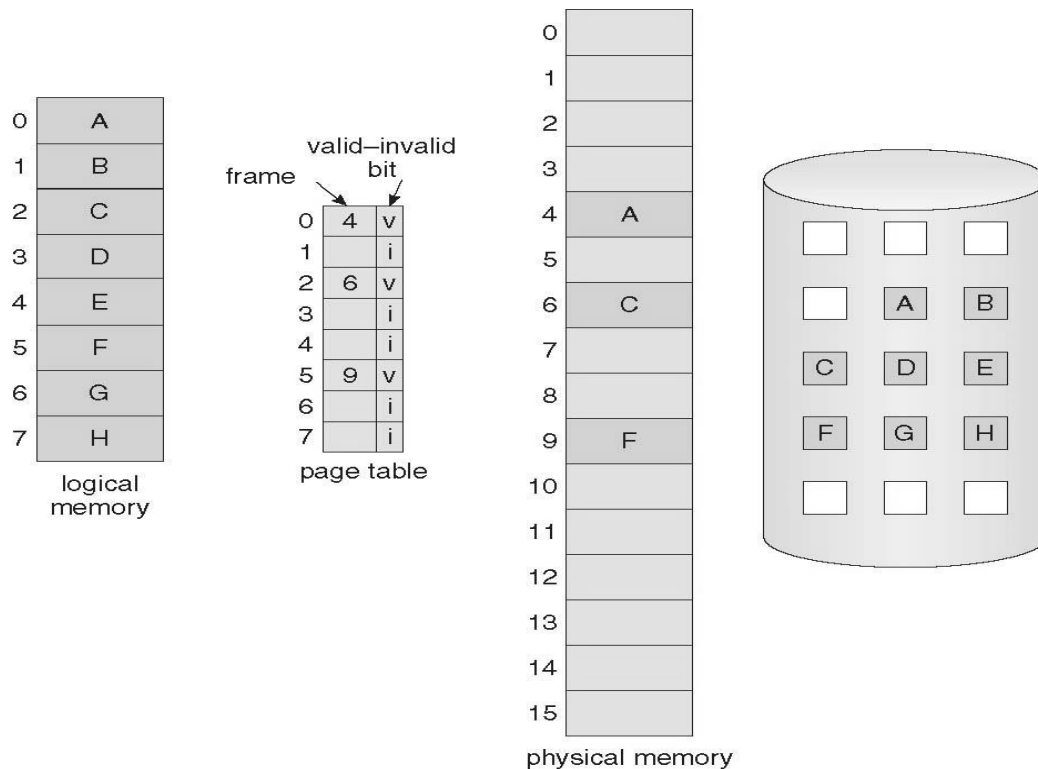 0 A
1 B
2 C
3 D
4 E
5 F
6 G
7 H
logical
memory
valid–invalid
bit
frame
0 4 v
1 i
2 6 v
3 i
4 i
5 9 v
6 i
7 i
page table
0
1
2
3
4 A
5
6 C
7
8
9 F
10
11
12
13
14
15
physical memory
A B
C D E
F G H